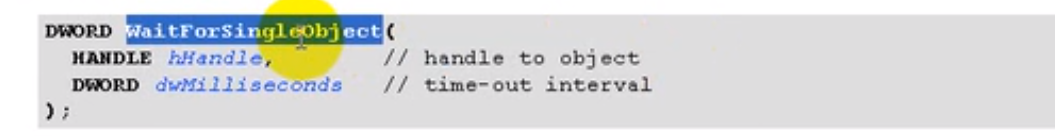 DWORD WaitForSingleObject(
HANDLE hHandle, // handle to object
DWORD dwMilliseconds // time-out interval
);